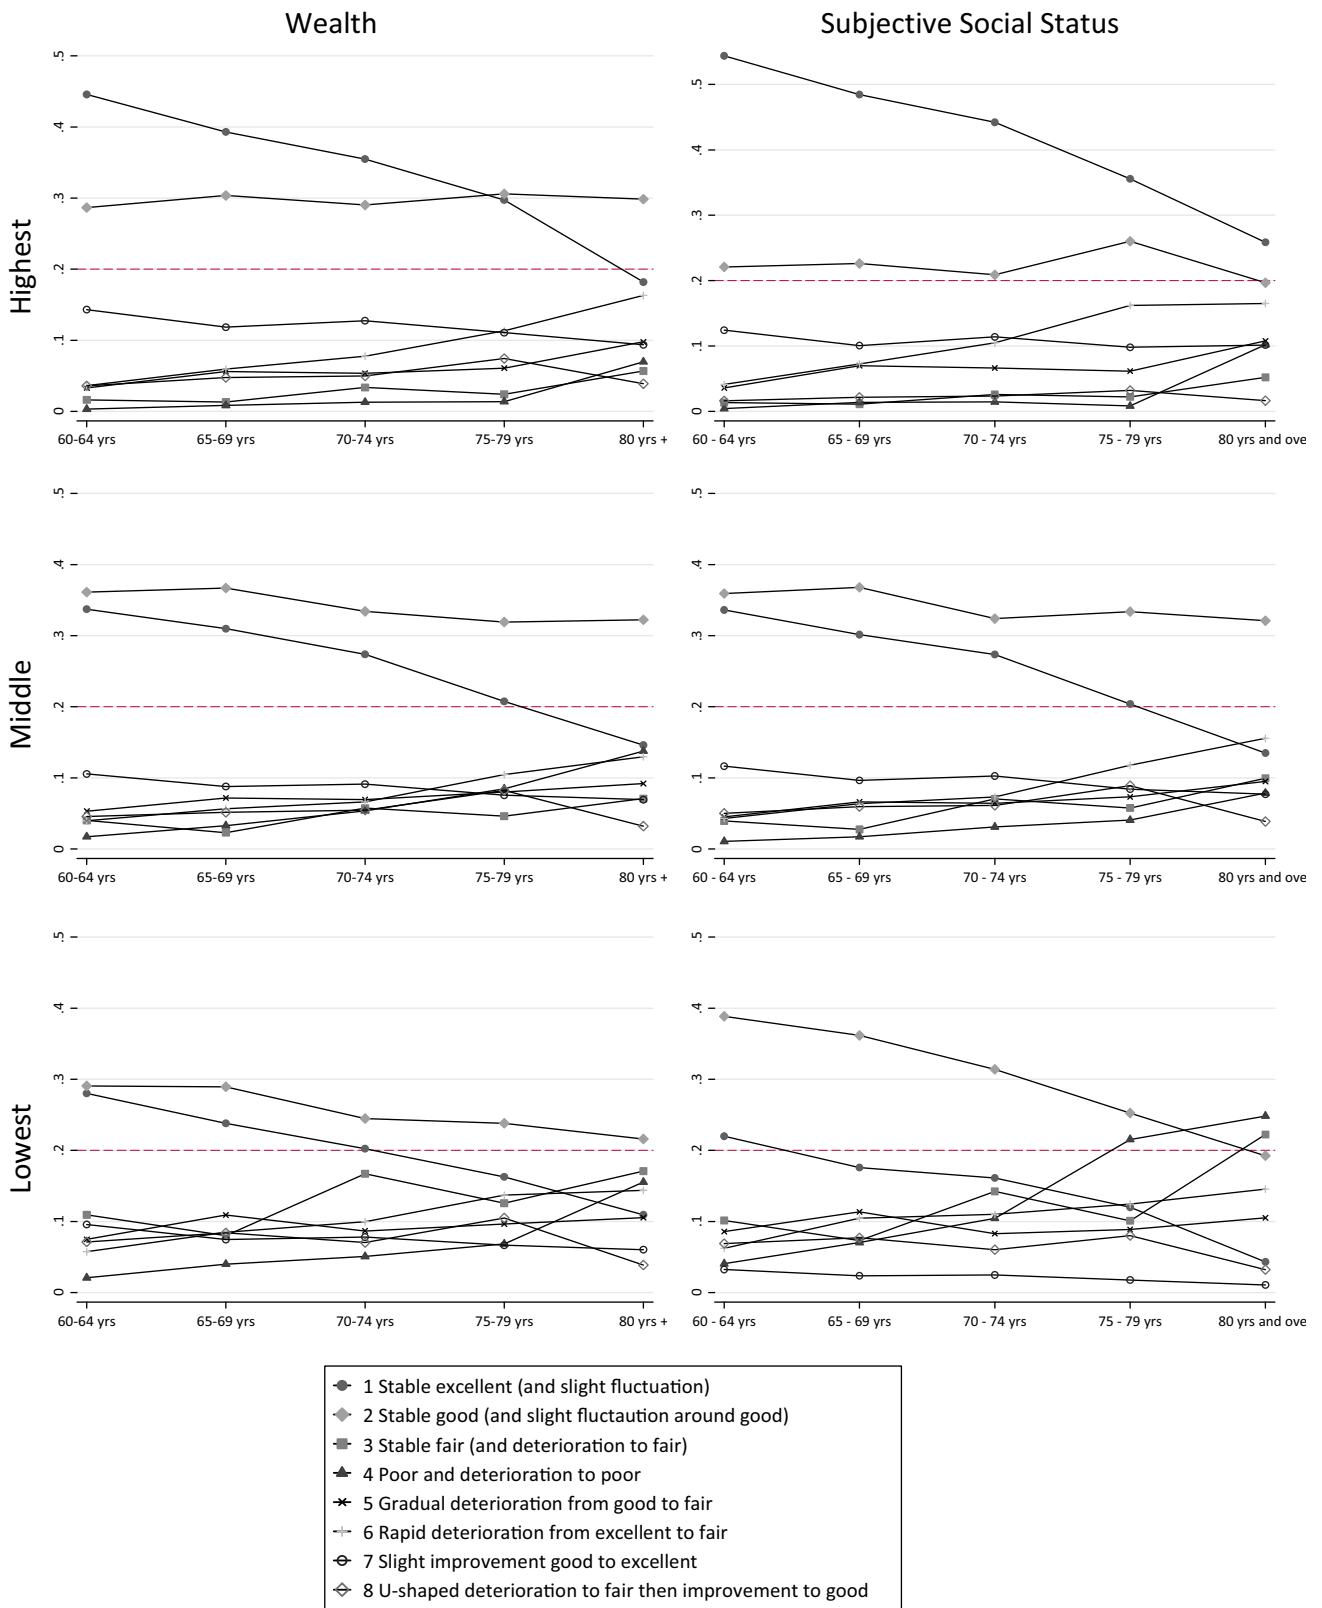 Wealth
Subjective Social Status
Highest
.5
.4
.3
.2
.1
0
60-64 yrs
65-69 yrs
70-74 yrs
75-79 yrs
80 yrs +
.5
.4
.3
.2
.1
0
60 - 64 yrs
65 - 69 yrs
70 - 74 yrs
75 - 79 yrs
80 yrs and ove
Middle
.5
.4
.3
.2
.1
0
60-64 yrs
65-69 yrs
70-74 yrs
75-79 yrs
80 yrs +
.5
.4
.3
.2
.1
0
60 - 64 yrs
65 - 69 yrs
70 - 74 yrs
75 - 79 yrs
80 yrs and ove
Lowest
.5
.4
.3
.2
.1
0
60-64 yrs
65-69 yrs
70-74 yrs
75-79 yrs
80 yrs +
.5
.4
.3
.2
.1
0
60 - 64 yrs
65 - 69 yrs
70 - 74 yrs
75 - 79 yrs
80 yrs and ove
1 Stable excellent (and slight fluctuation)
2 Stable good (and slight fluctaution around good)
3 Stable fair (and deterioration to fair)
4 Poor and deterioration to poor
5 Gradual deterioration from good to fair
6 Rapid deterioration from excellent to fair
7 Slight improvement good to excellent
8 U-shaped deterioration to fair then improvement to good